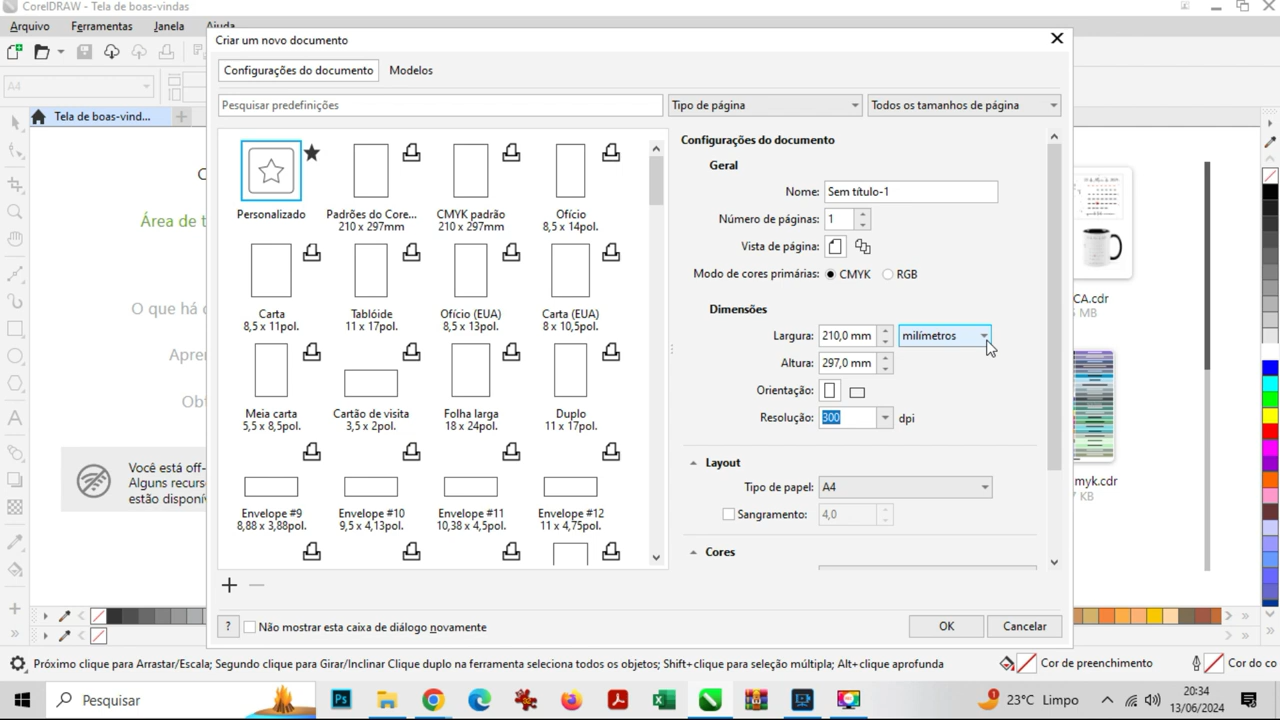 CorelDRAW - Tela de boas-vindas
Arquivo Ferramentas Janela Ajuda
A4
Tela de boas-vind...
Criar um novo documento
Configurações do documento Modelos
Pesquisar predefinições
Tipo de página
Todos os tamanhos de página
Personalizado
Padrões do Core...
210 x 297mm
CMYK padrão
210 x 297mm
Ofício
8,5 x 14pol.
Carta
8,5 x 11pol.
Tablóide
11 x 17pol.
Ofício (EUA)
8,5 x 13pol.
Carta (EUA)
8 x 10,5pol.
Meia carta
5,5 x 8,5pol.
Cartão de visita
3,5 x 2pol.
Folha larga
18 x 24pol.
Duplo
11 x 17pol.
Envelope #9
8,88 x 3,88pol.
Envelope #10
9,5 x 4,13pol.
Envelope #11
10,38 x 4,5pol.
Envelope #12
11 x 4,75pol.
Configurações do documento
Geral
Nome: Sem título-1
Número de páginas: 1
Vista de página:
Modo de cores primárias: CMYK RGB
Dimensões
Largura: 210,0 mm milímetros
Altura: 297,0 mm
Orientação:
Resolução: 300 dpi
Layout
Tipo de papel: A4
Sangramento: 4,0
Cores
? Não mostrar esta caixa de diálogo novamente
OK Cancelar
Área de t
O que há
Apre
Obt
Você está off-
Alguns recurs
estão disponív
CA.cdr
MB
myk.cdr
KB
Próximo clique para Arrastar/Escala; Segundo clique para Girar/Inclinar Clique duplo na ferramenta seleciona todos os objetos; Shift+clique para seleção múltipla; Alt+clique aprofunda
Cor de preenchimento
Cor do co
Pesquisar
Ps
23°C Limpo
20:34
13/06/2024